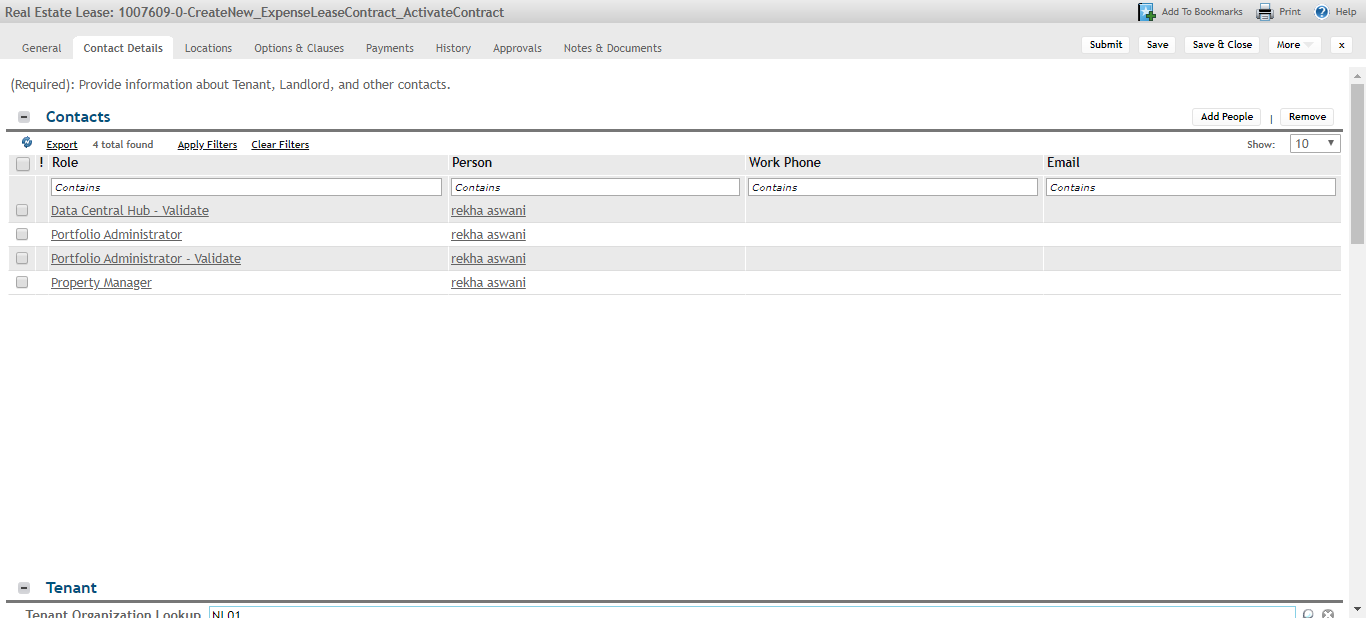 Real Estate Lease: 1007609-0-CreateNew_ExpenseLeaseContract_ActivateContract
Add To Bookmarks Print Help
General Contact Details Locations Options & Clauses Payments History Approvals Notes & Documents Submit Save Save & Close More x
(Required): Provide information about Tenant, Landlord, and other contacts.
Contacts Add People | Remove
Export 4 total found Apply Filters Clear Filters Show: 10
! Role Person Work Phone Email
Contains Contains Contains Contains
Data Central Hub - Validate rekha aswani
Portfolio Administrator rekha aswani
Portfolio Administrator - Validate rekha aswani
Property Manager rekha aswani
Tenant
Tenant Organization Lookup NL01